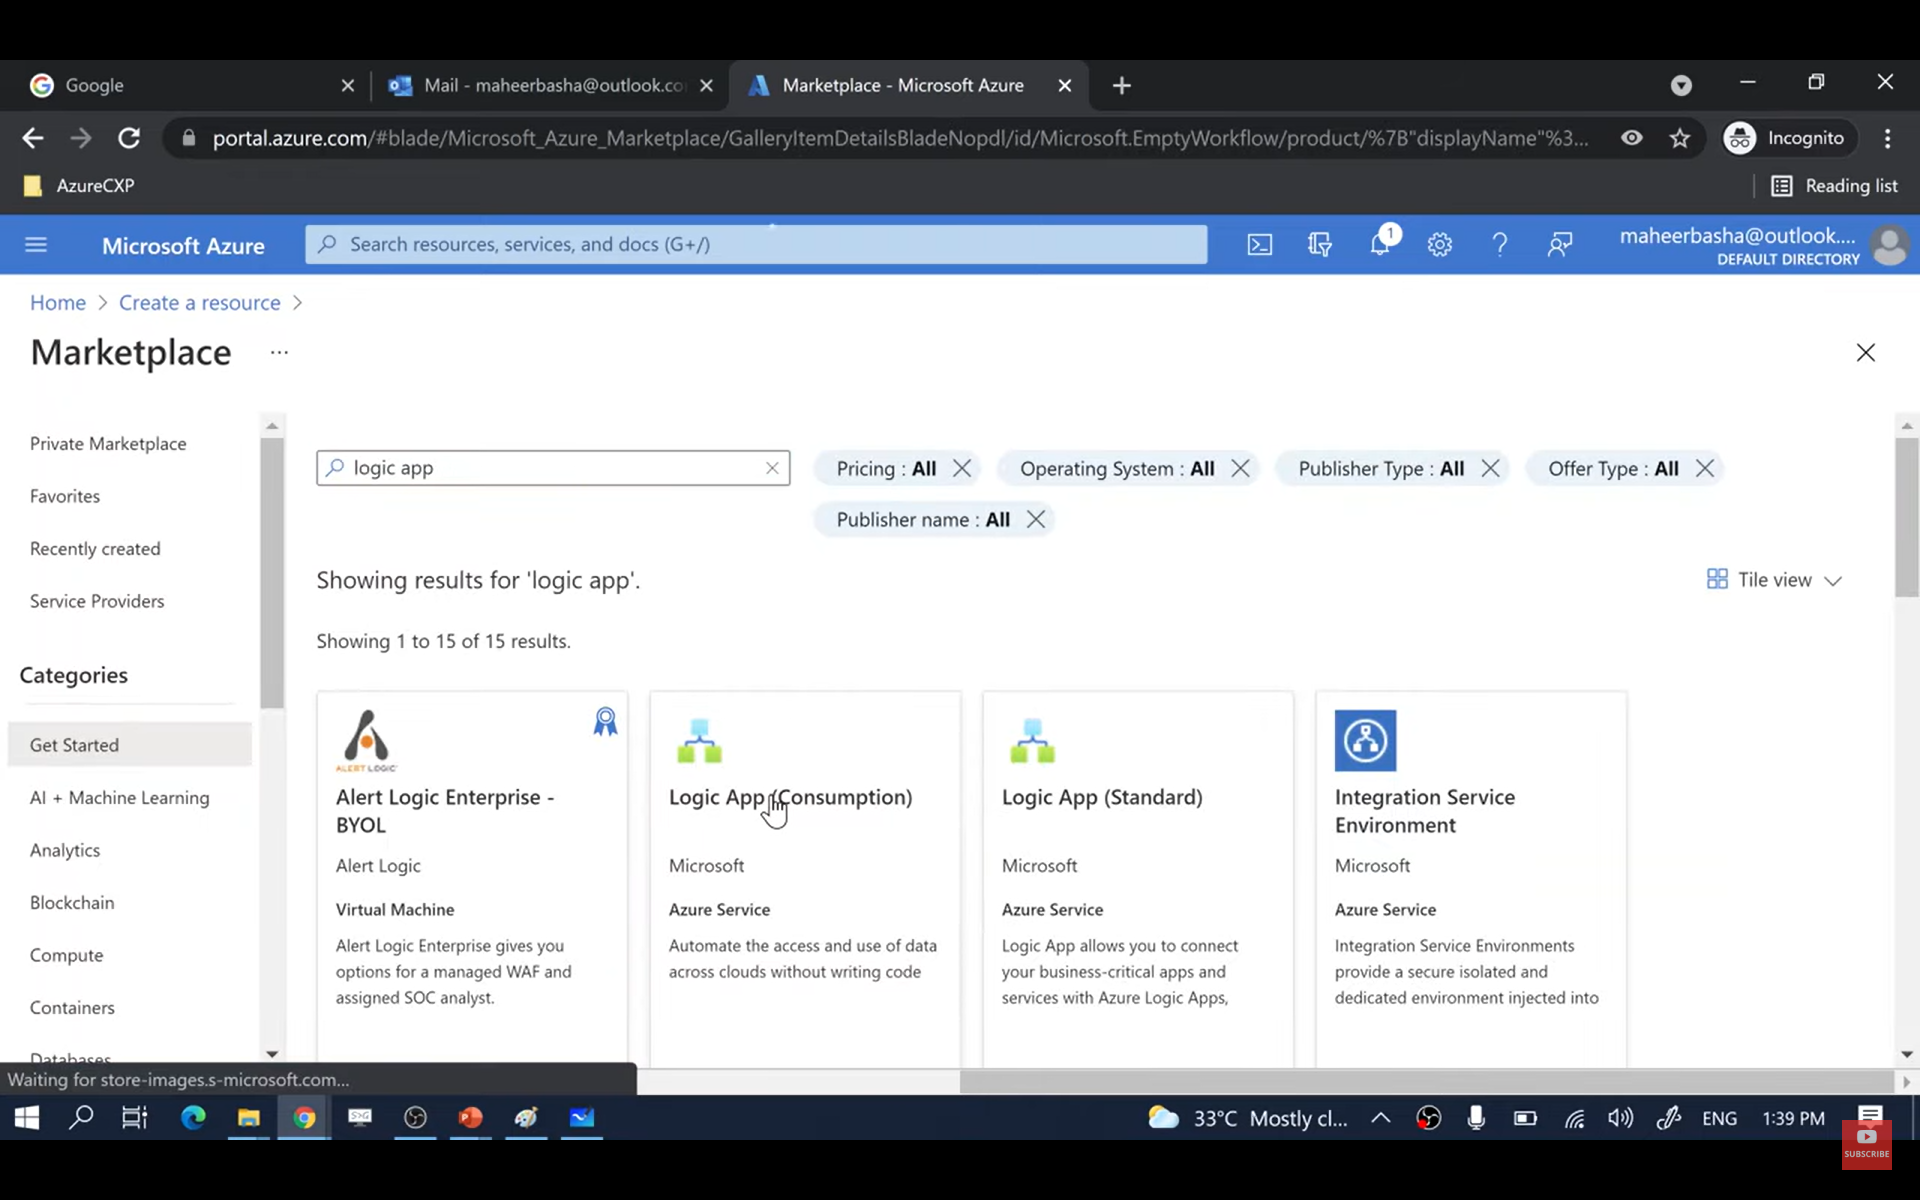 Google
Mail - maheerbasha@outlook.co
Marketplace - Microsoft Azure
portal.azure.com/#blade/Microsoft_Azure_Marketplace/GalleryItemDetailsBladeNopdl/id/Microsoft.EmptyWorkflow/product/%7B"displayName"%3...
Incognito
AzureCXP
Reading list
Microsoft Azure
Search resources, services, and docs (G+/)
1
maheerbasha@outlook....
DEFAULT DIRECTORY
Home > Create a resource >
Marketplace ...
Private Marketplace
Favorites
Recently created
Service Providers
Categories
Get Started
AI + Machine Learning
Analytics
Blockchain
Compute
Containers
Databases
logic app
Pricing : All
Operating System : All
Publisher Type : All
Offer Type : All
Publisher name : All
Showing results for 'logic app'.
Tile view
Showing 1 to 15 of 15 results.
ALERT LOGIC
Alert Logic Enterprise -
BYOL
Alert Logic
Virtual Machine
Alert Logic Enterprise gives you
options for a managed WAF and
assigned SOC analyst.
Logic App (Consumption)
Microsoft
Azure Service
Automate the access and use of data
across clouds without writing code
Logic App (Standard)
Microsoft
Azure Service
Logic App allows you to connect
your business-critical apps and
services with Azure Logic Apps,
Integration Service
Environment
Microsoft
Azure Service
Integration Service Environments
provide a secure isolated and
dedicated environment injected into
Waiting for store-images.s-microsoft.com...
33°C Mostly cl...
ENG
1:39 PM
SUBSCRIBE